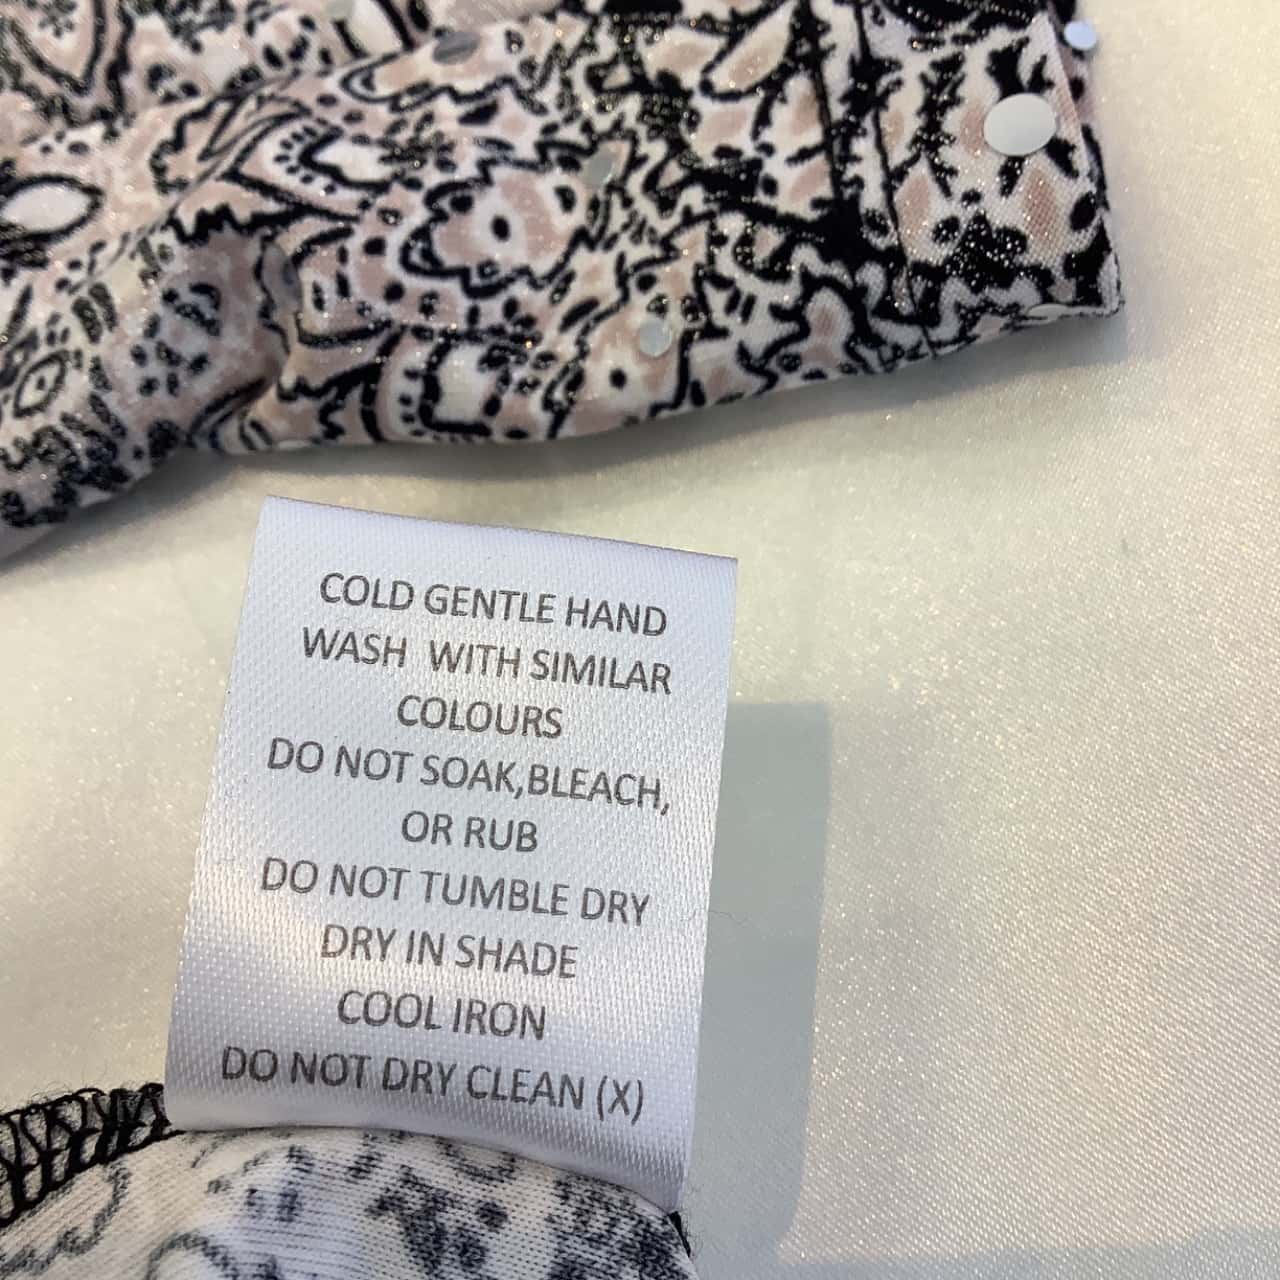 COLD GENTLE HAND
WASH WITH SIMILAR
COLOURS
DO NOT SOAK,BLEACH,
OR RUB
DO NOT TUMBLE DRY
DRY IN SHADE
COOL IRON
DO NOT DRY CLEAN (X)